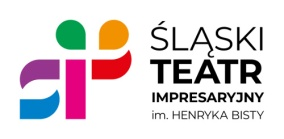 ŚLĄSKI
TEATR
IMPRESARYJNY
im. HENRYKA BISTY